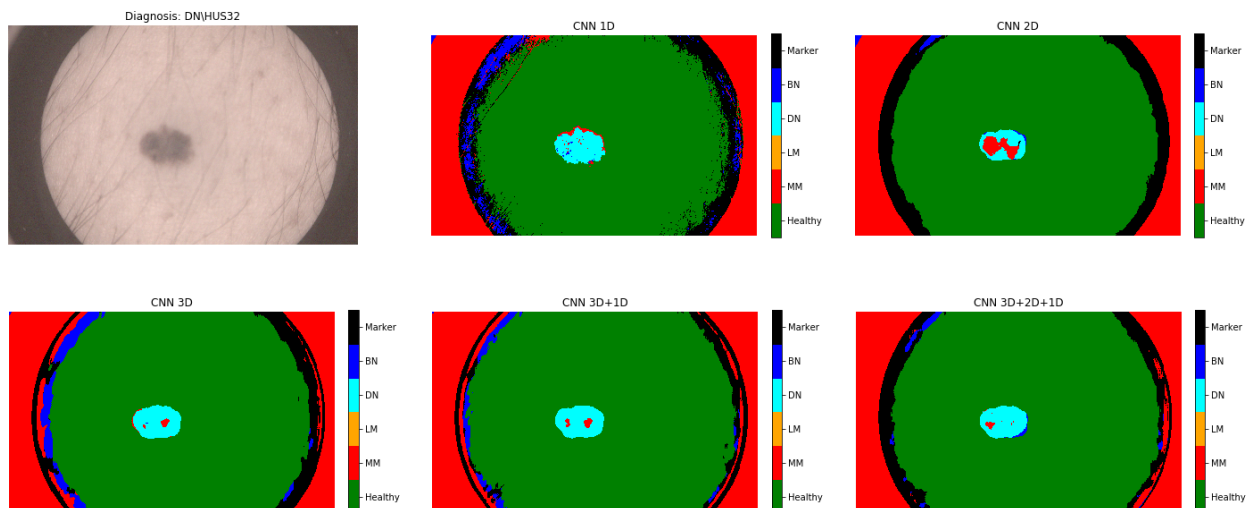 Diagnosis: DN\HUS32
CNN 1D
Marker
BN
DN
LM
MM
Healthy
CNN 2D
Marker
BN
DN
LM
MM
Healthy
CNN 3D
Marker
BN
DN
LM
MM
Healthy
CNN 3D+1D
Marker
BN
DN
LM
MM
Healthy
CNN 3D+2D+1D
Marker
BN
DN
LM
MM
Healthy